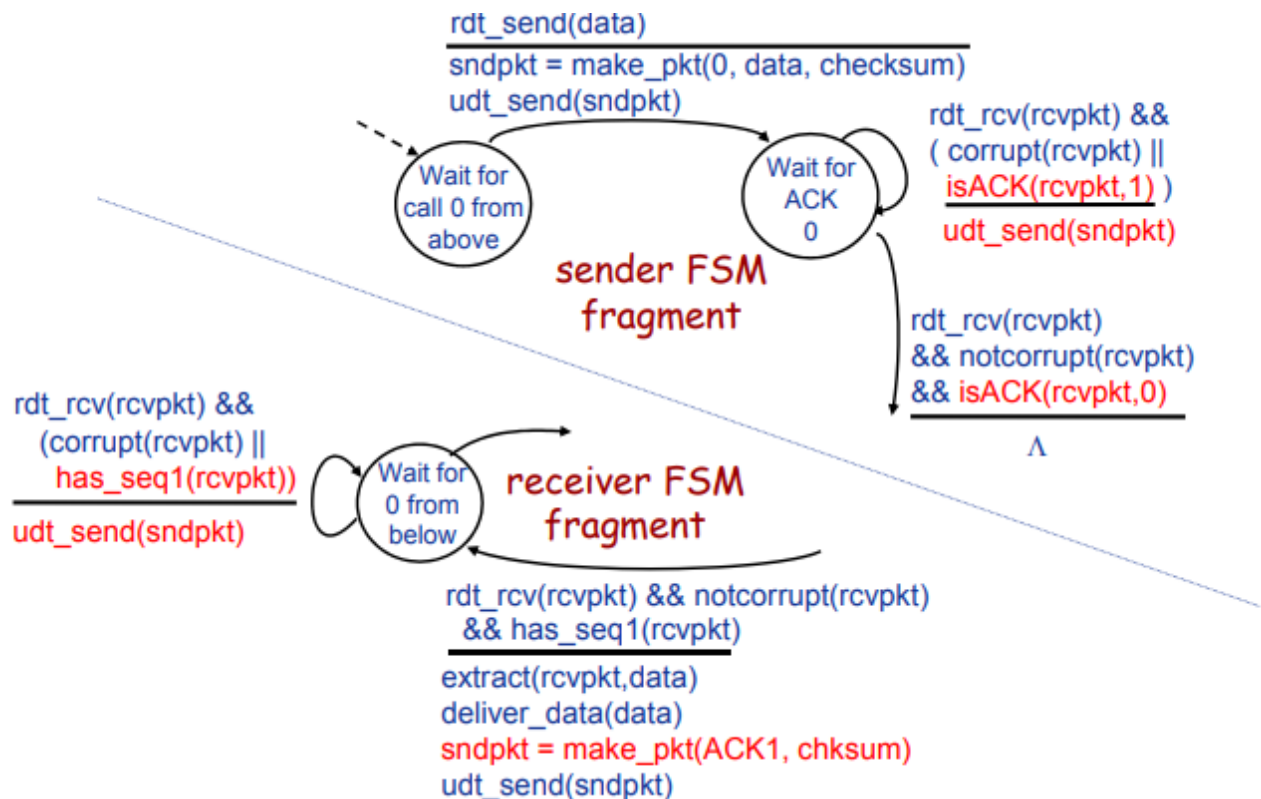 rdt_send(data)
sndpkt = make_pkt(0, data, checksum)
udt_send(sndpkt)
Wait for
call 0 from
above
Wait for
ACK
0
rdt_rcv(rcvpkt) &&
( corrupt(rcvpkt) ||
isACK(rcvpkt,1) )
udt_send(sndpkt)
sender FSM
fragment
rdt_rcv(rcvpkt)
&& notcorrupt(rcvpkt)
&& isACK(rcvpkt,0)
Λ
rdt_rcv(rcvpkt) &&
(corrupt(rcvpkt) ||
has_seq1(rcvpkt))
udt_send(sndpkt)
Wait for
0 from
below
receiver FSM
fragment
rdt_rcv(rcvpkt) && notcorrupt(rcvpkt)
&& has_seq1(rcvpkt)
extract(rcvpkt,data)
deliver_data(data)
sndpkt = make_pkt(ACK1, chksum)
udt_send(sndpkt)